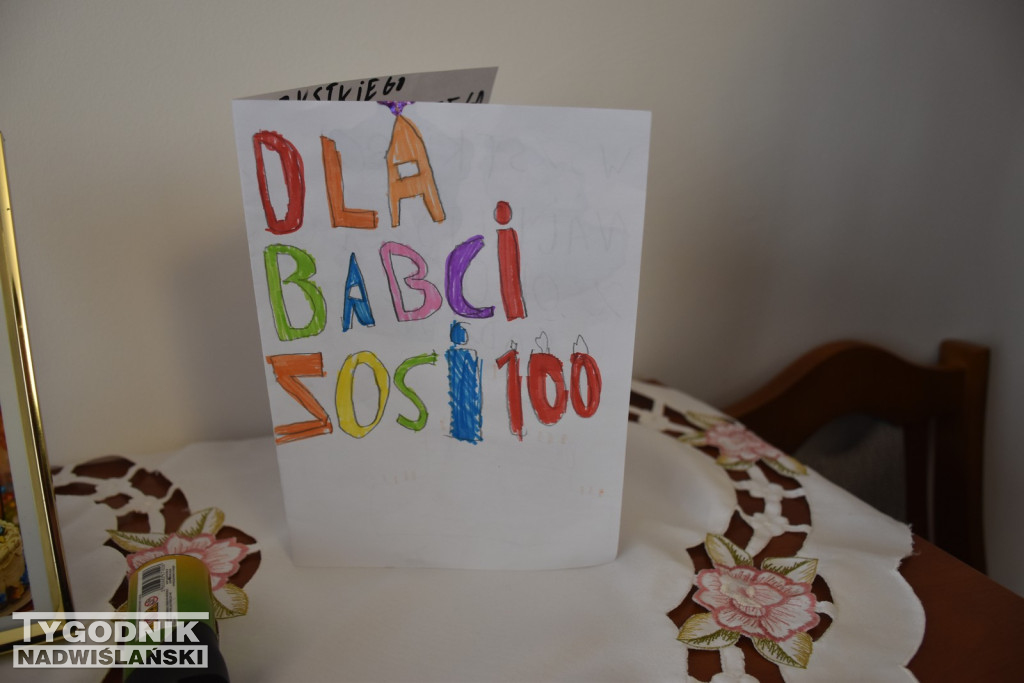 DLA
BABCI
ZOSi 100
TYGODNIK
NADWIŚLAŃSKI